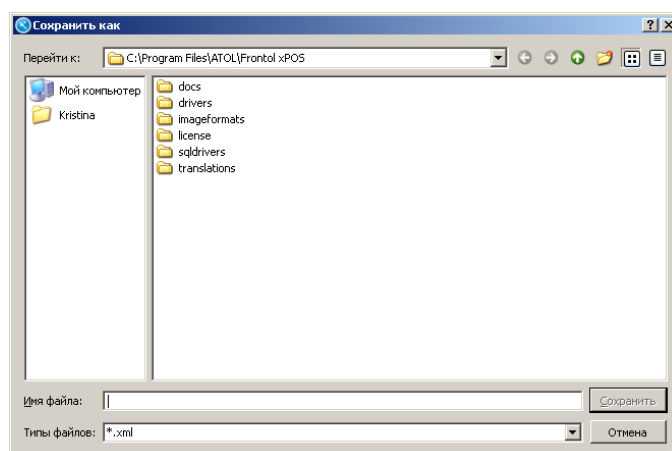 Сохранить как
Перейти к: C:\Program Files\ATOL\Frontol xPOS
Мой компьютер
Kristina
docs
drivers
imageformats
license
sqldrivers
translations
Имя файла: Сохранить
Типы файлов: *.xml Отмена